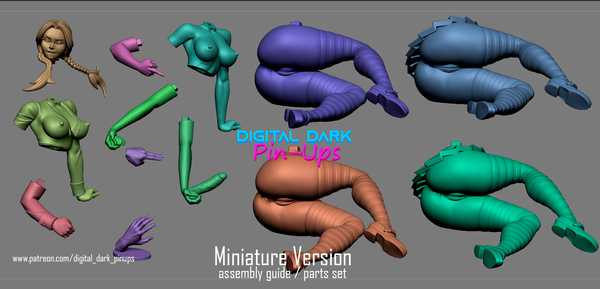 DIGITAL DARK
Pin-Ups
www.patreon.com/digital_dark_pinups
Miniature Version
assembly guide / parts set